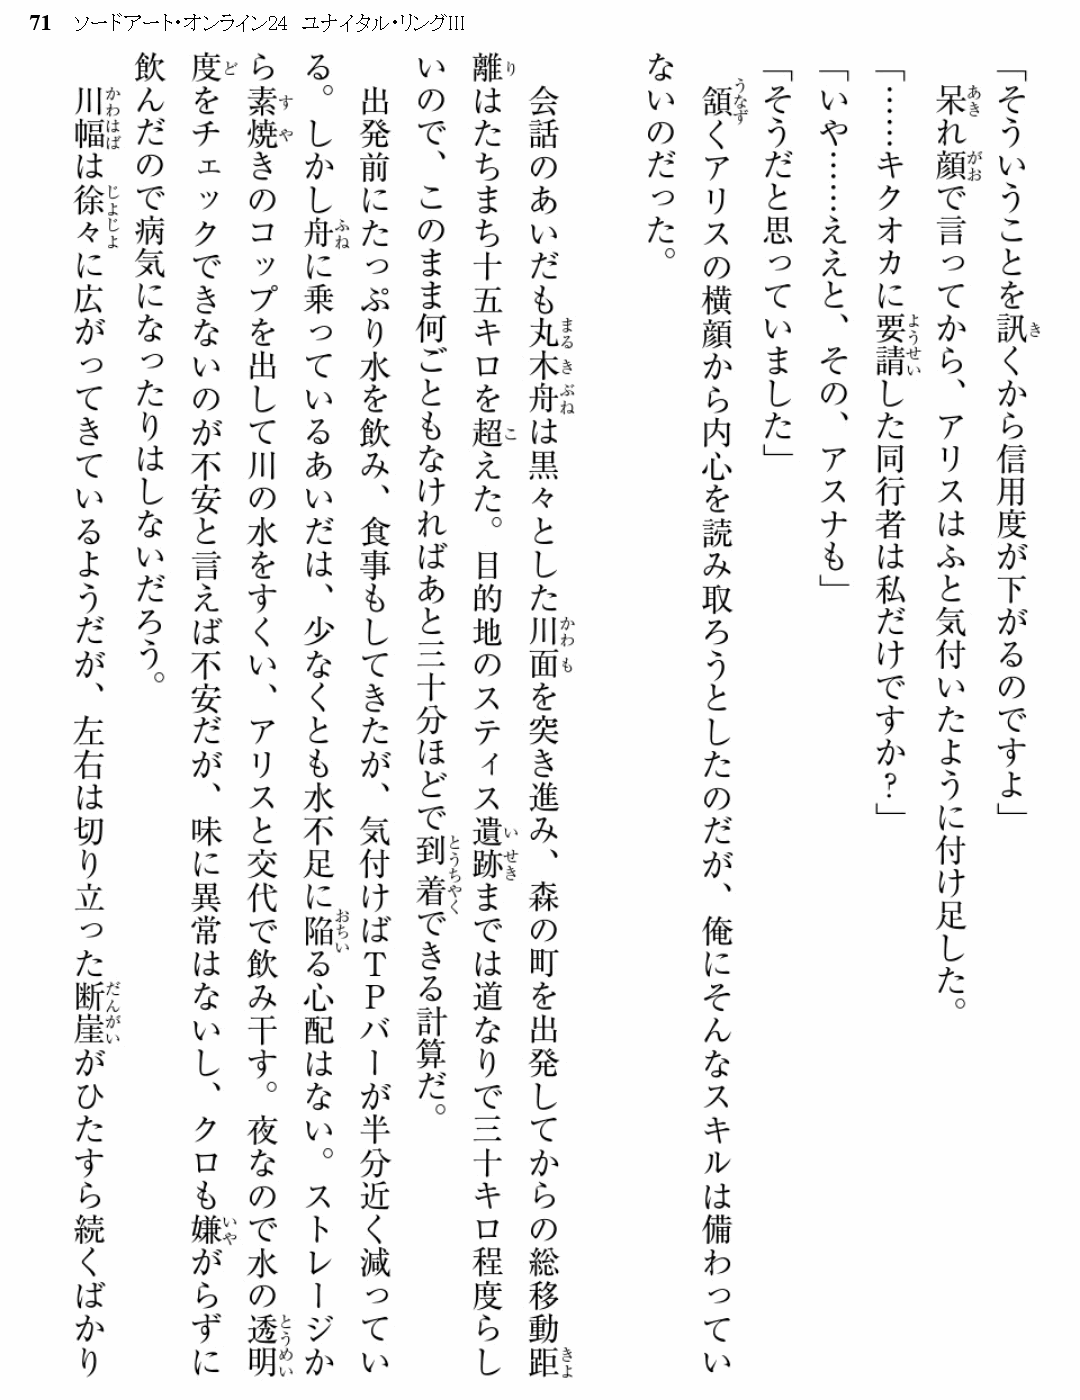 71 ソードアート・オンライン24 ユナイタル・リングIII
「そういうことを訊くから信用度が下がるのですよ」
呆れ顔で言ってから、アリスはふと気付いたように付け足した。
「……キクオカに要請した同行者は私だけですか?」
「いや……ええと、その、アスナも」
「そうだと思っていました」
頷くアリスの横顔から内心を読み取ろうとしたのだが、俺にそんなスキルは備わってい
ないのだった。
会話のあいだも丸木舟は黒々とした川面を突き進み、森の町を出発してからの総移動距
離はたちまち十五キロを超えた。目的地のスティス遺跡までは道なりで三十キロ程度らし
いので、このまま何ごともなければあと三十分ほどで到着できる計算だ。
出発前にたっぷり水を飲み、食事もしてきたが、気付けばＴＰバーが半分近く減ってい
る。しかし舟に乗っているあいだは、少なくとも水不足に陥る心配はない。ストレージか
ら素焼きのコップを出して川の水をすくい、アリスと交代で飲み干す。夜なので水の透明
度をチェックできないのが不安と言えば不安だが、味に異常はないし、クロも嫌がらずに
飲んだので病気になったりはしないだろう。
川幅は徐々に広がってきているようだが、左右は切り立った断崖がひたすら続くばかり